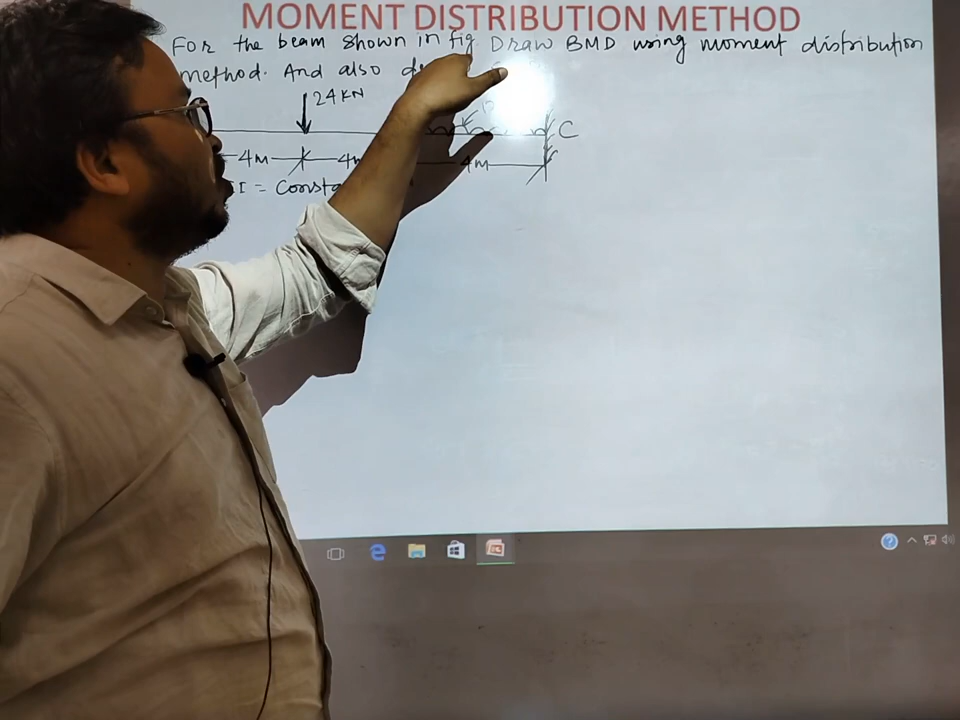 MOMENT DISTRIBUTION METHOD
For the beam shown in fig. Draw BMD using moment distribution
method. And also
24 KN
C
4m 4m
I = Consta